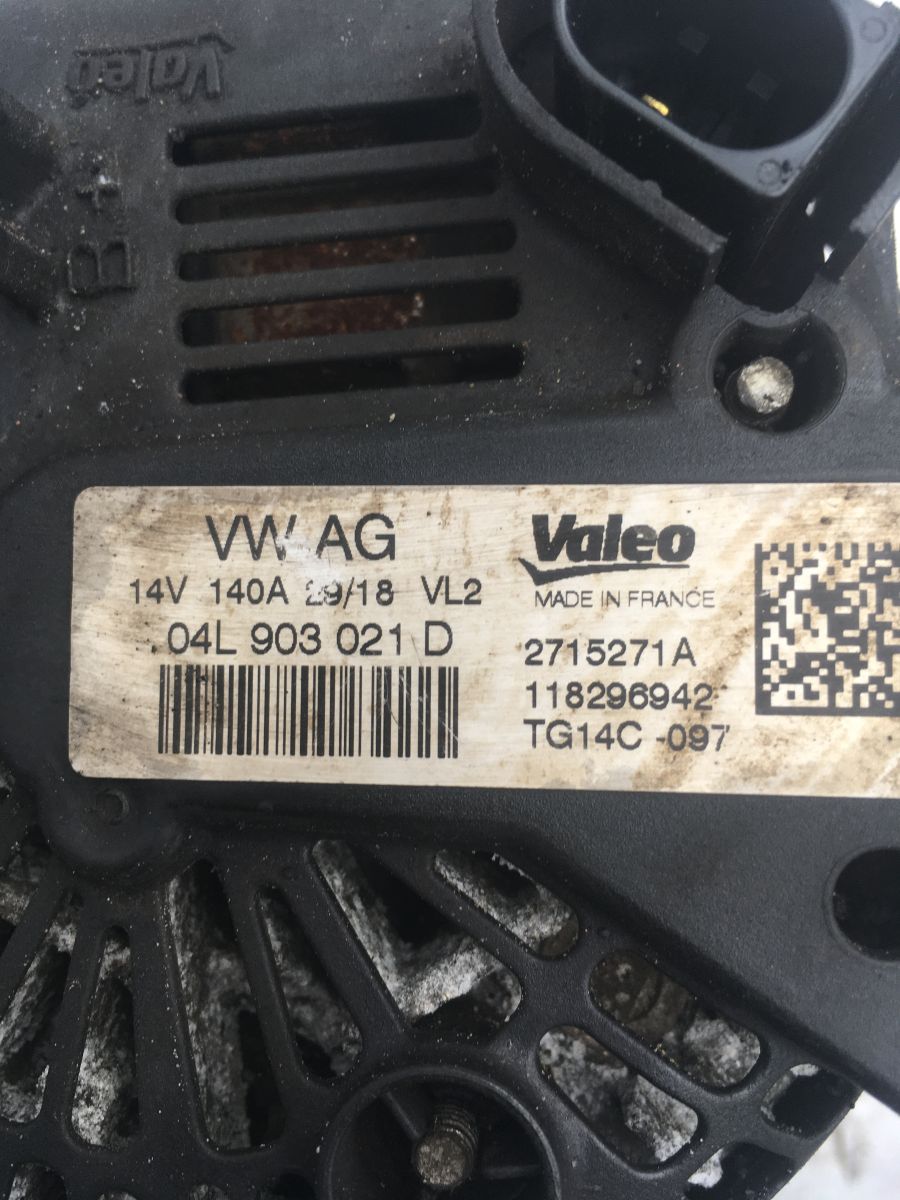 Valeo
B+
VW AG
14V 140A 29/18 VL2
04L 903 021 D
Valeo
MADE IN FRANCE
2715271A
118296942
TG14C -097